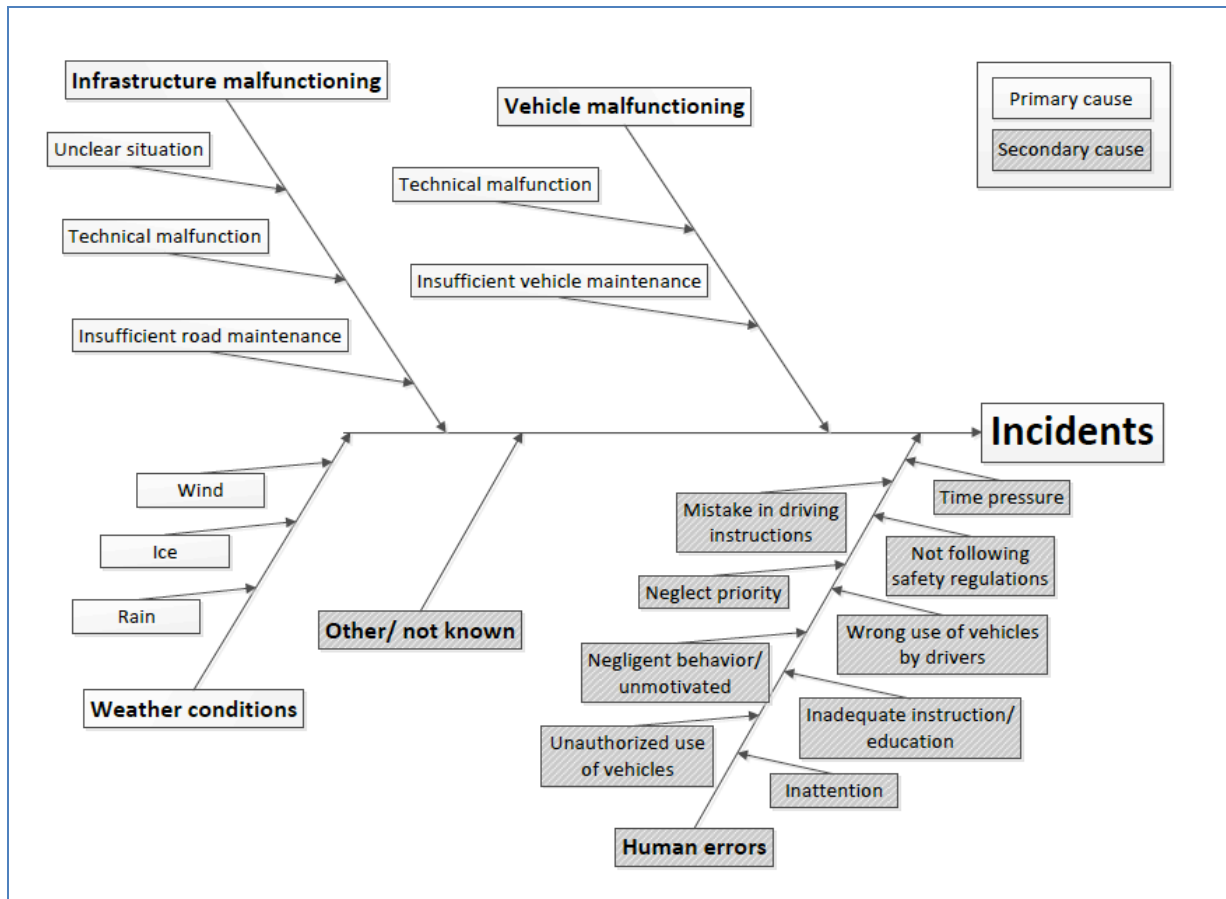 Infrastructure malfunctioning
Vehicle malfunctioning
Primary cause
Secondary cause
Unclear situation
Technical malfunction
Technical malfunction
Insufficient vehicle maintenance
Insufficient road maintenance
Incidents
Wind
Ice
Rain
Weather conditions
Other/ not known
Mistake in driving
instructions
Time pressure
Neglect priority
Not following
safety regulations
Negligent behavior/
unmotivated
Wrong use of vehicles
by drivers
Unauthorized use
of vehicles
Inadequate instruction/
education
Inattention
Human errors